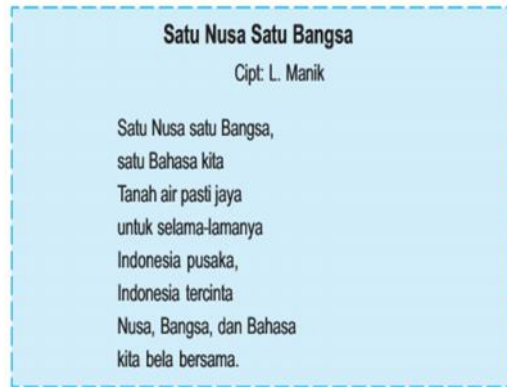 Satu Nusa Satu Bangsa
Cipt: L. Manik
Satu Nusa satu Bangsa,
satu Bahasa kita
Tanah air pasti jaya
untuk selama-lamanya
Indonesia pusaka,
Indonesia tercinta
Nusa, Bangsa, dan Bahasa
kita bela bersama.